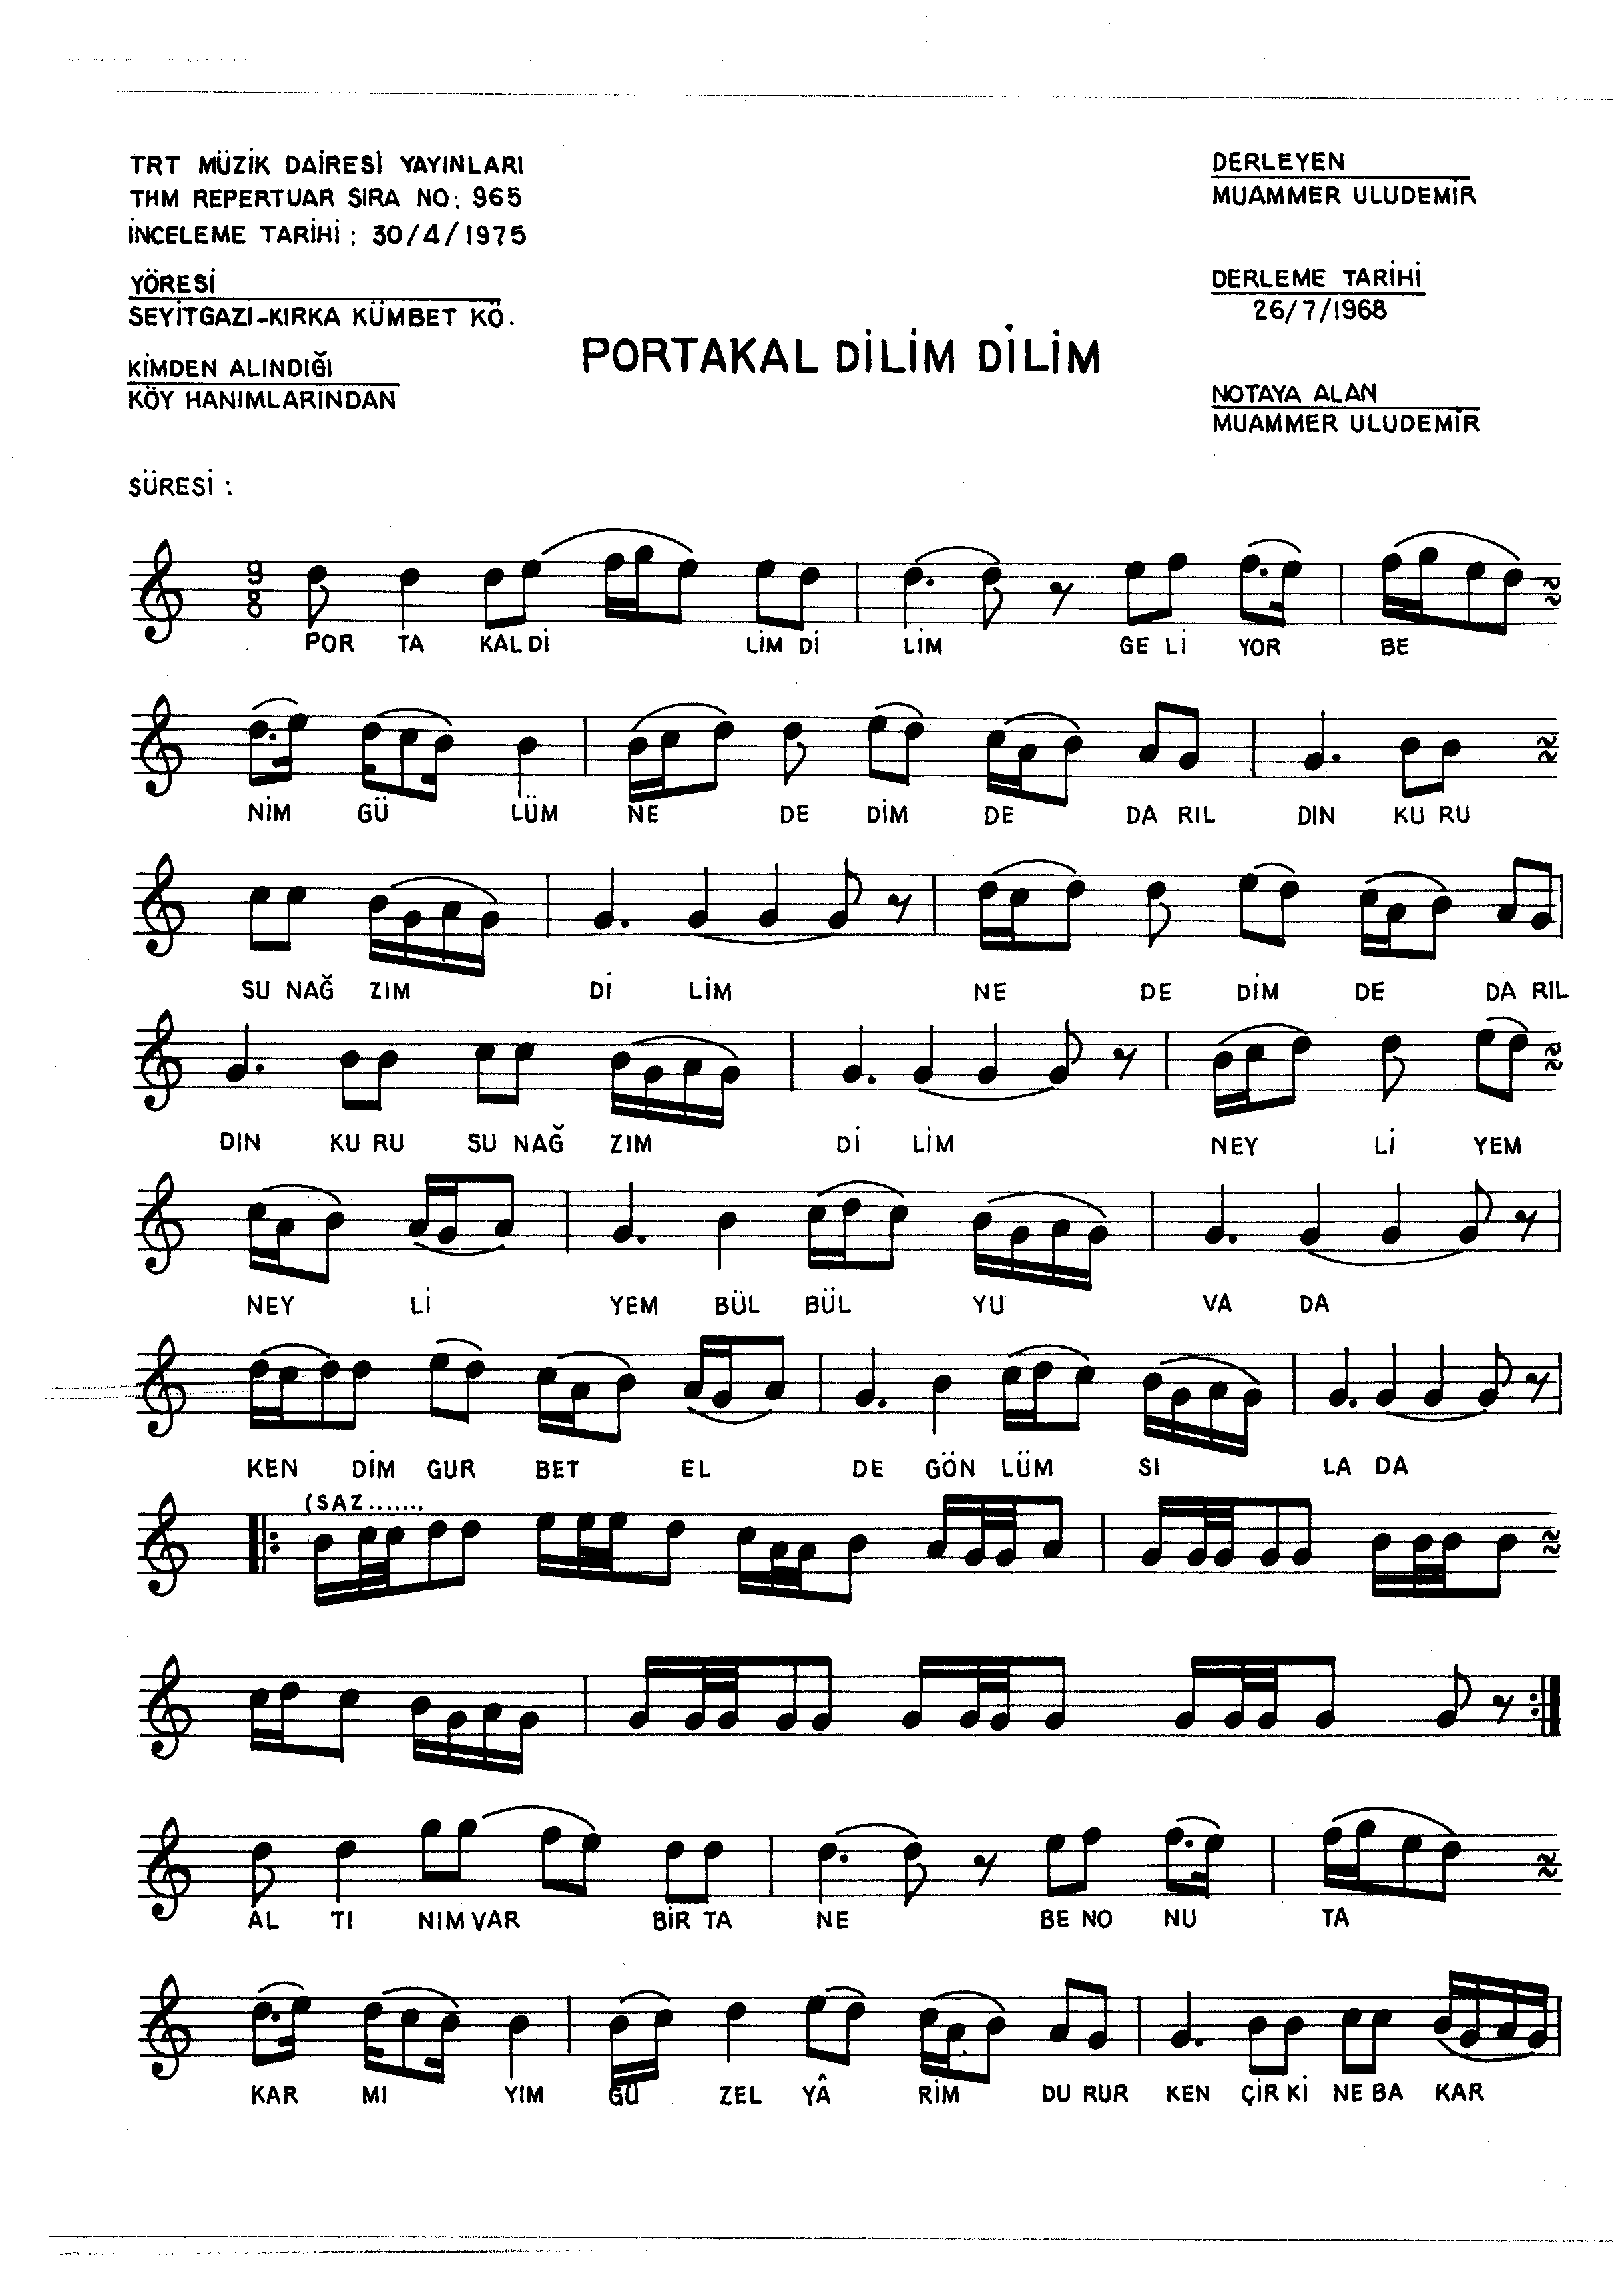 TRT MÜZİK DAİRESİ YAYINLARI
THM REPERTUAR SIRA NO: 965
İNCELEME TARİHİ : 30/4/1975
YÖRESİ
SEYİTGAZİ-KIRKA KÜMBET KÖ.
KİMDEN ALINDIĞI
KÖY HANIMLARINDAN
SÜRESİ :
PORTAKAL DİLİM DİLİM
DERLEYEN
MUAMMER ULUDEMİR
DERLEME TARİHİ
26/7/1968
NOTAYA ALAN
MUAMMER ULUDEMİR
9
8
POR TA KAL Dİ LİM Dİ LİM GE Lİ YOR BE
NİM GÜ LÜM NE DE DİM DE DA RIL DIN KU RU
SU NAĞ ZIM Dİ LİM NE DE DİM DE DA RIL
DIN KU RU SU NAĞ ZIM Dİ LİM NEY Lİ YEM
NEY Lİ YEM BÜL BÜL YU VA DA
KEN DİM GUR BET EL DE GÖN LÜM SI LA DA
(SAZ.......
AL TI NIM VAR BİR TA NE BE NO NU TA
KAR MI YIM GÜ ZEL YÂ RİM DU RUR KEN ÇİR Kİ NE BA KAR